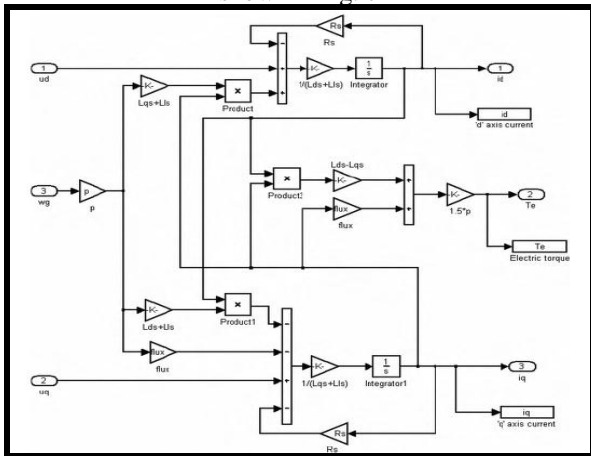 Rs
Rs
1
ud
-K-
Lqs+Lls
×
Product
-K-
1/(Lds+Lls)
1
s
Integrator
1
id
id
'd' axis current
3
wg
p
p
×
Product3
Lds-Lqs
-K-
flux
flux
-K-
1.5*p
2
Te
Te
Electric torque
-K-
Lds+Lls
×
Product1
flux
flux
2
uq
-K-
1/(Lqs+Lls)
1
s
Integrator1
3
iq
iq
'q' axis current
Rs
Rs